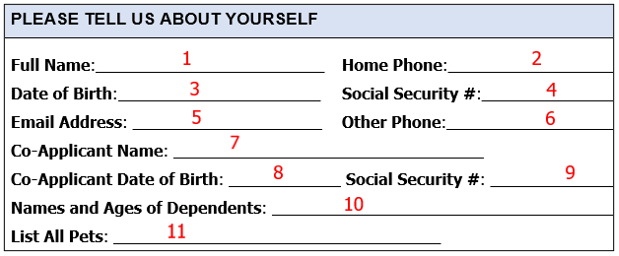 PLEASE TELL US ABOUT YOURSELF
Full Name: 1 Home Phone: 2
Date of Birth: 3 Social Security #: 4
Email Address: 5 Other Phone: 6
Co-Applicant Name: 7
Co-Applicant Date of Birth: 8 Social Security #: 9
Names and Ages of Dependents: 10
List All Pets: 11